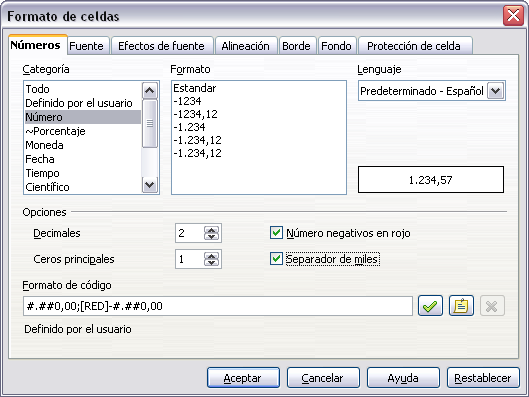 Formato de celdas
Números Fuente Efectos de fuente Alineación Borde Fondo Protección de celda
Categoría
Todo
Definido por el usuario
Número
~Porcentaje
Moneda
Fecha
Tiempo
Científico
Formato
Estandar
-1234
-1234,12
-1.234
-1.234,12
-1.234,12
Lenguaje
Predeterminado - Español
1.234,57
Opciones
Decimales 2
Número negativos en rojo
Ceros principales 1
Separador de miles
Formato de código
#.##0,00;[RED]-#.##0,00
Definido por el usuario
Aceptar Cancelar Ayuda Restablecer